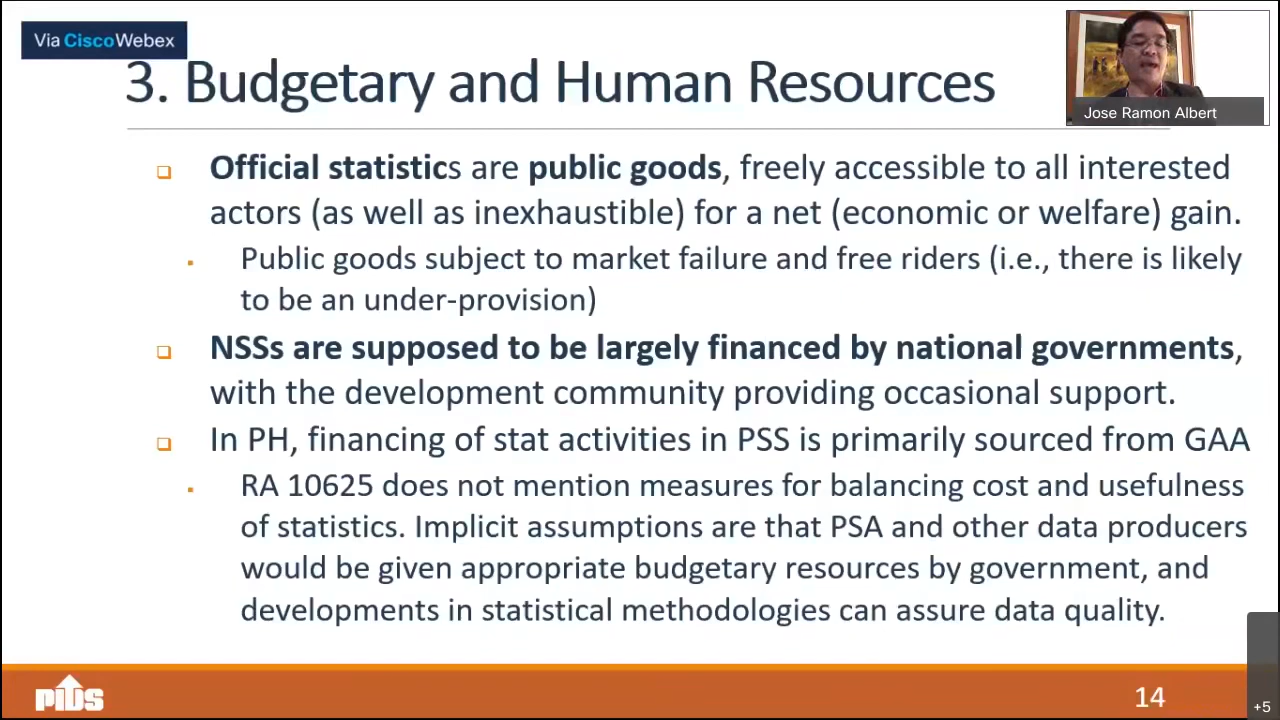 Via CiscoWebex
3. Budgetary and Human Resources
Jose Ramon Albert
Official statistics are public goods, freely accessible to all interested
actors (as well as inexhaustible) for a net (economic or welfare) gain.
Public goods subject to market failure and free riders (i.e., there is likely
to be an under-provision)
NSSs are supposed to be largely financed by national governments,
with the development community providing occasional support.
In PH, financing of stat activities in PSS is primarily sourced from GAA
RA 10625 does not mention measures for balancing cost and usefulness
of statistics. Implicit assumptions are that PSA and other data producers
would be given appropriate budgetary resources by government, and
developments in statistical methodologies can assure data quality.
pids
14
+5